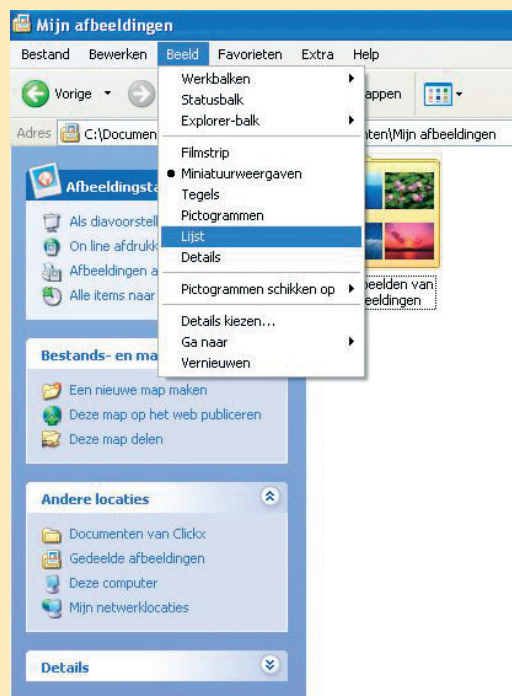 Mijn afbeeldingen
Bestand Bewerken Beeld Favorieten Extra Help
Vorige
appen
Adres C:\Documen
ten\Mijn afbeeldingen
Werkbalken
Statusbalk
Explorer-balk
Filmstrip
Miniatuurweergaven
Tegels
Pictogrammen
Lijst
Details
Pictogrammen schikken op
Details kiezen...
Ga naar
Vernieuwen
Afbeeldingsta
Als diavoorstell
On line afdrukk
Afbeeldingen a
Alle items naar
beelden van
eeldingen
Bestands- en ma
Een nieuwe map maken
Deze map op het web publiceren
Deze map delen
Andere locaties
Documenten van Clickx
Gedeelde afbeeldingen
Deze computer
Mijn netwerklocaties
Details